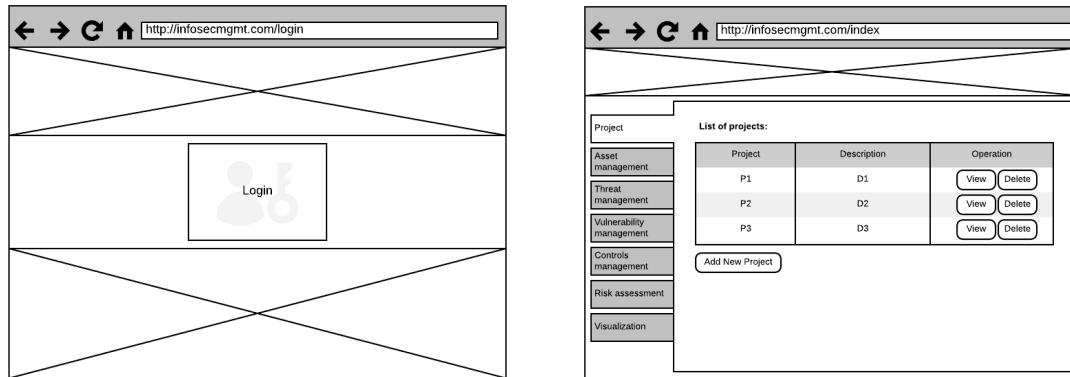 http://infosecmgmt.com/login
Login
http://infosecmgmt.com/index
Project
Asset
management
Threat
management
Vulnerability
management
Controls
management
Risk assessment
Visualization
List of projects:
Project Description Operation
P1 D1 View Delete
P2 D2 View Delete
P3 D3 View Delete
Add New Project